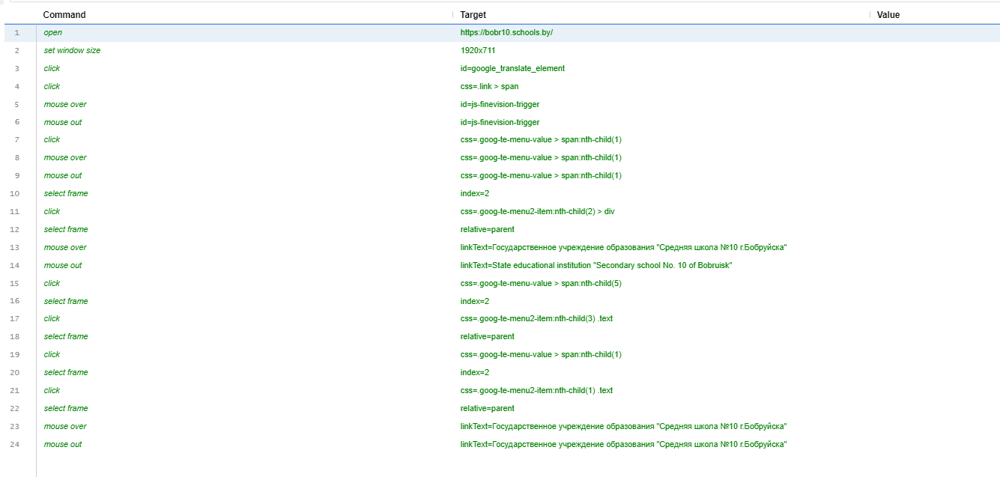 Command Target Value
1 open https://bobr10.schools.by/
2 set window size 1920x711
3 click id=google_translate_element
4 click css=.link > span
5 mouse over id=js-finevision-trigger
6 mouse out id=js-finevision-trigger
7 click css=.goog-te-menu-value > span:nth-child(1)
8 mouse over css=.goog-te-menu-value > span:nth-child(1)
9 mouse out css=.goog-te-menu-value > span:nth-child(1)
10 select frame index=2
11 click css=.goog-te-menu2-item:nth-child(2) > div
12 select frame relative=parent
13 mouse over linkText=Государственное учреждение образования "Средняя школа №10 г.Бобруйска"
14 mouse out linkText=State educational institution "Secondary school No. 10 of Bobruisk"
15 click css=.goog-te-menu-value > span:nth-child(5)
16 select frame index=2
17 click css=.goog-te-menu2-item:nth-child(3) .text
18 select frame relative=parent
19 click css=.goog-te-menu-value > span:nth-child(1)
20 select frame index=2
21 click css=.goog-te-menu2-item:nth-child(1) .text
22 select frame relative=parent
23 mouse over linkText=Государственное учреждение образования "Средняя школа №10 г.Бобруйска"
24 mouse out linkText=Государственное учреждение образования "Средняя школа №10 г.Бобруйска"